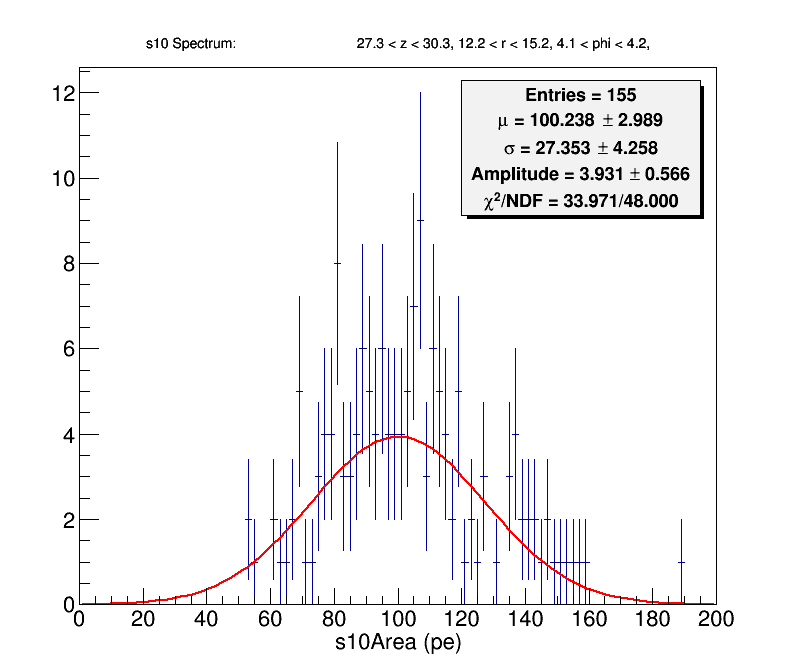 s10 Spectrum: 27.3 < z < 30.3, 12.2 < r < 15.2, 4.1 < phi < 4.2,
Entries = 155
μ = 100.238 ± 2.989
σ = 27.353 ± 4.258
Amplitude = 3.931 ± 0.566
χ²/NDF = 33.971/48.000
12
10
8
6
4
2
0
0 20 40 60 80 100 120 140 160 180 200
s10Area (pe)